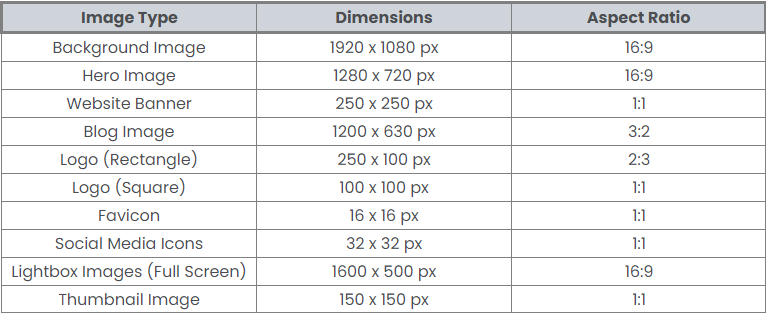 Image Type Dimensions Aspect Ratio
Background Image 1920 x 1080 px 16:9
Hero Image 1280 x 720 px 16:9
Website Banner 250 x 250 px 1:1
Blog Image 1200 x 630 px 3:2
Logo (Rectangle) 250 x 100 px 2:3
Logo (Square) 100 x 100 px 1:1
Favicon 16 x 16 px 1:1
Social Media Icons 32 x 32 px 1:1
Lightbox Images (Full Screen) 1600 x 500 px 16:9
Thumbnail Image 150 x 150 px 1:1